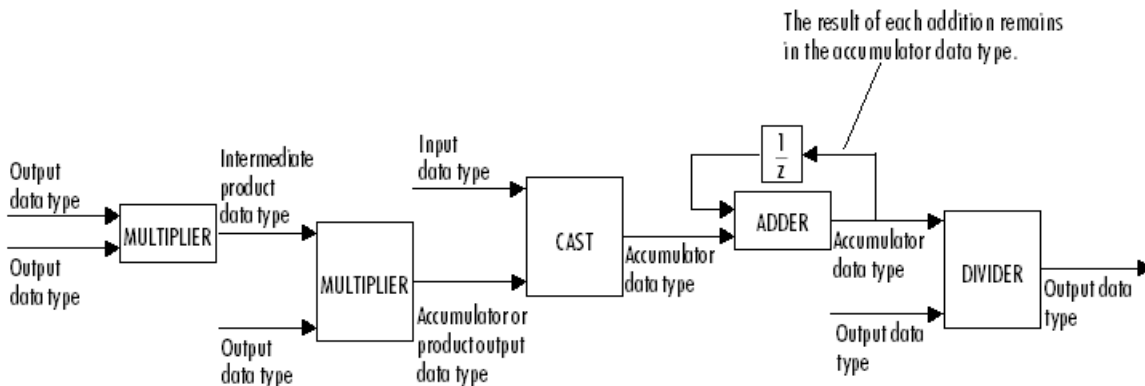 The result of each addition remains
in the accumulator data type.
Output
data type
Output
data type
MULTIPLIER
Intermediate
product
data type
Output
data type
MULTIPLIER
Input
data type
Accumulator or
product output
data type
CAST
Accumulator
data type
1
z
ADDER
Accumulator
data type
Output data
type
DIVIDER
Output data
type